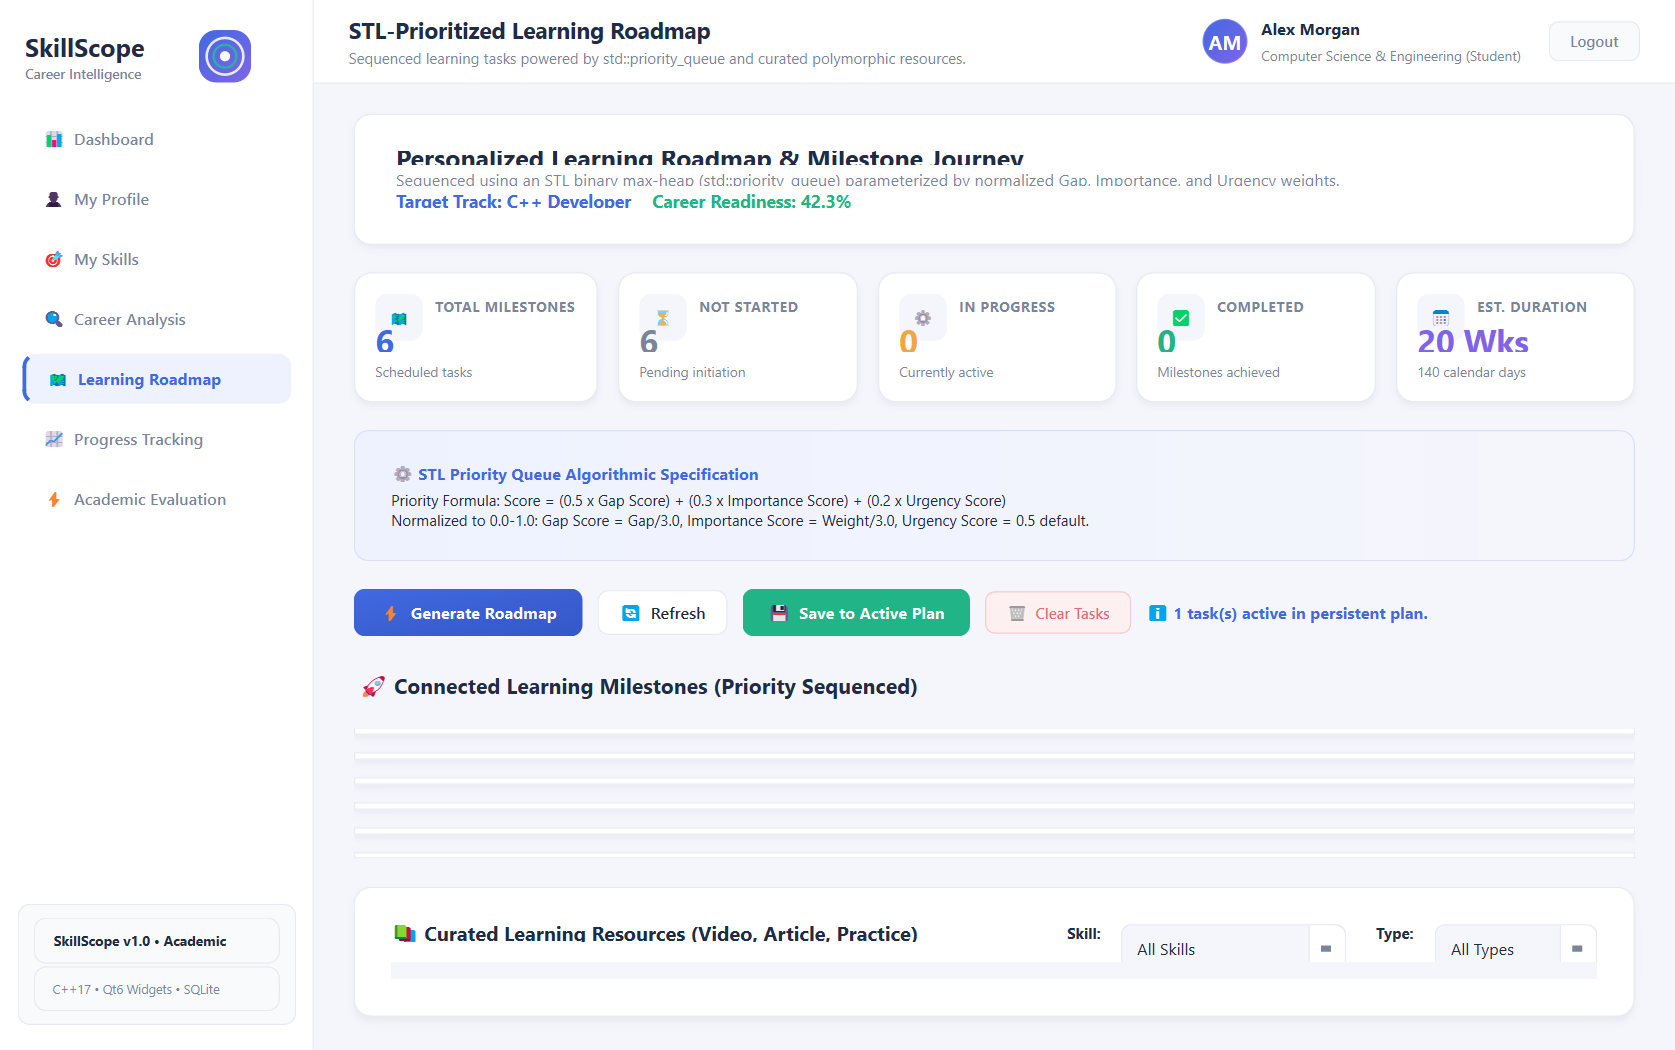 SkillScope
Career Intelligence
Dashboard
My Profile
My Skills
Career Analysis
Learning Roadmap
Progress Tracking
Academic Evaluation
SkillScope v1.0 • Academic
C++17 • Qt6 Widgets • SQLite
STL-Prioritized Learning Roadmap
Sequenced learning tasks powered by std::priority_queue and curated polymorphic resources.
AM
Alex Morgan
Computer Science & Engineering (Student)
Logout
Personalized Learning Roadmap & Milestone Journey
Sequenced using an STL binary max-heap (std::priority_queue) parameterized by normalized Gap, Importance, and Urgency weights.
Target Track: C++ Developer Career Readiness: 42.3%
TOTAL MILESTONES
6
Scheduled tasks
NOT STARTED
6
Pending initiation
IN PROGRESS
0
Currently active
COMPLETED
0
Milestones achieved
EST. DURATION
20 Wks
140 calendar days
STL Priority Queue Algorithmic Specification
Priority Formula: Score = (0.5 x Gap Score) + (0.3 x Importance Score) + (0.2 x Urgency Score)
Normalized to 0.0-1.0: Gap Score = Gap/3.0, Importance Score = Weight/3.0, Urgency Score = 0.5 default.
Generate Roadmap
Refresh
Save to Active Plan
Clear Tasks
1 task(s) active in persistent plan.
Connected Learning Milestones (Priority Sequenced)
Curated Learning Resources (Video, Article, Practice)
Skill:
All Skills
Type:
All Types